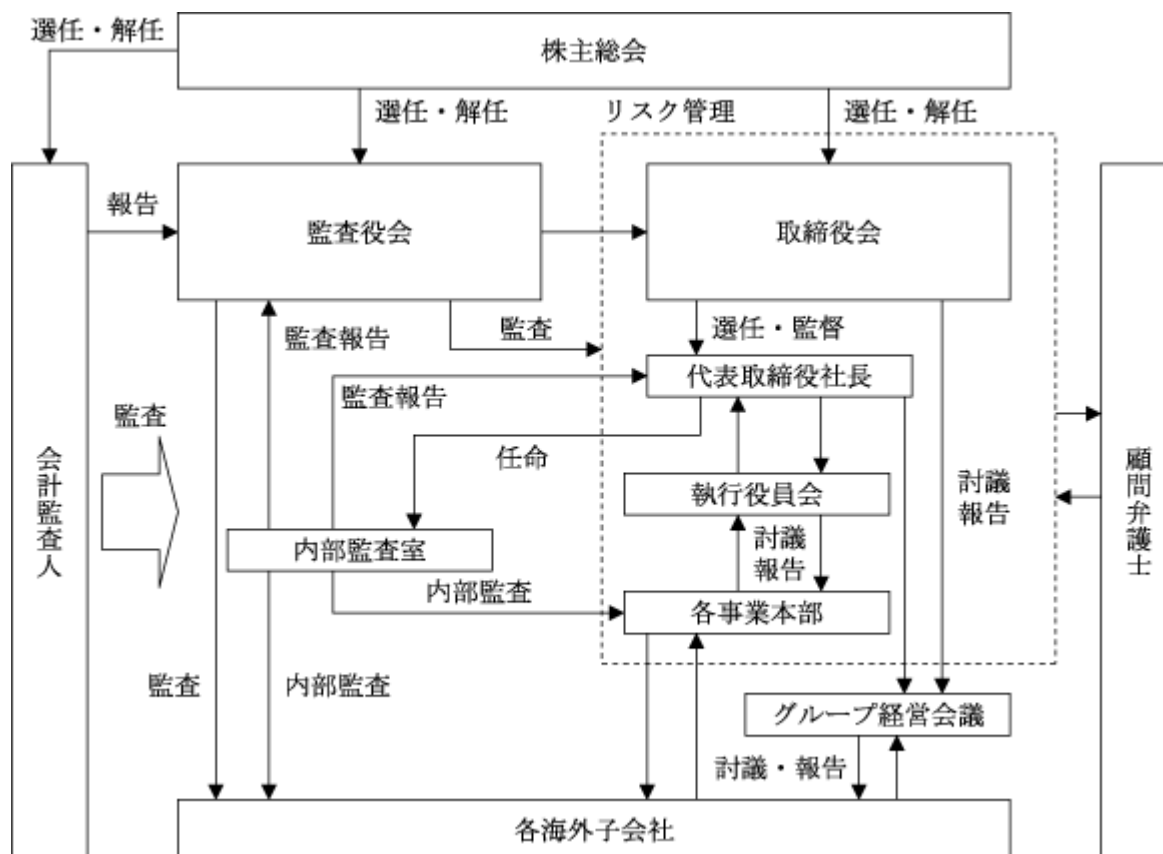 選任・解任
株主総会
選任・解任
リスク管理
選任・解任
報告
監査役会
取締役会
監査報告
監査
選任・監督
代表取締役社長
監査報告
監査
任命
会計監査人
執行役員会
討議
報告
顧問弁護士
内部監査室
討議
報告
内部監査
各事業本部
監査
内部監査
グループ経営会議
討議・報告
各海外子会社